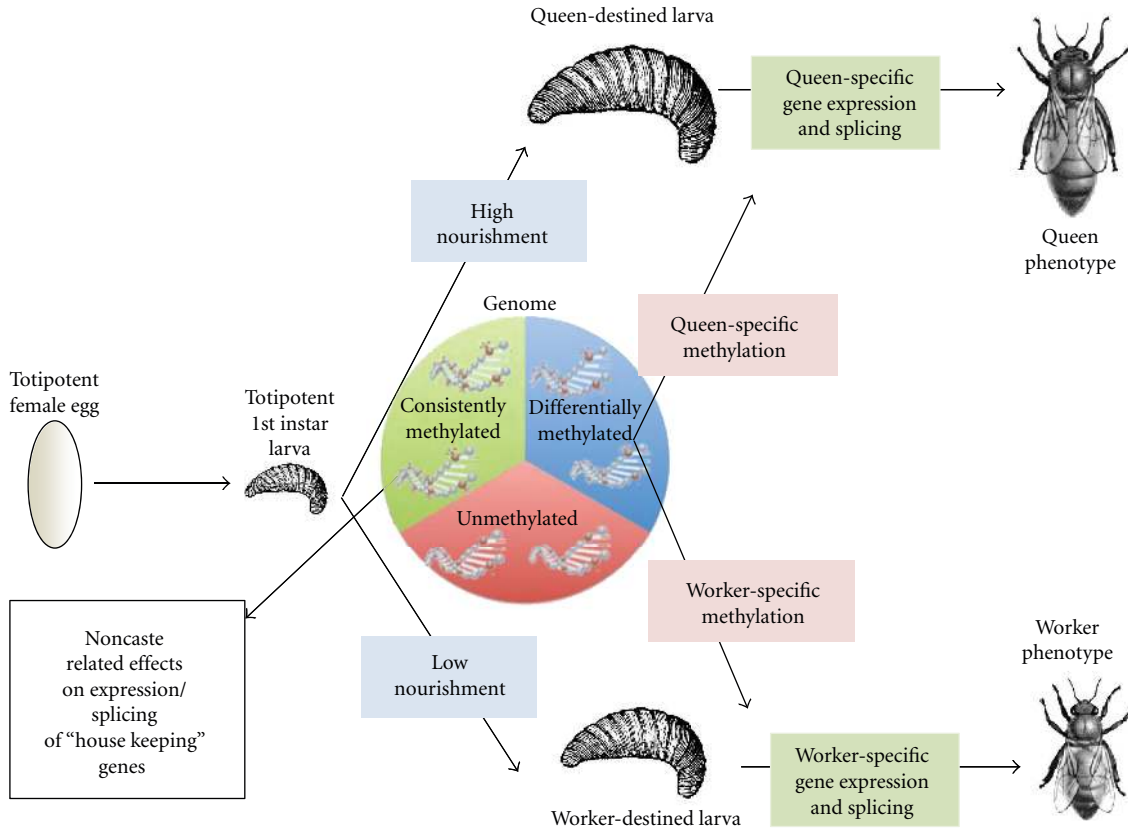 Queen-destined larva
Queen-specific
gene expression
and splicing
Queen
phenotype
High
nourishment
Genome
Queen-specific
methylation
Consistently
methylated
Differentially
methylated
Unmethylated
Totipotent
female egg
Totipotent
1st instar
larva
Noncaste
related effects
on expression/
splicing
of “house keeping”
genes
Low
nourishment
Worker-specific
methylation
Worker-destined larva
Worker-specific
gene expression
and splicing
Worker
phenotype